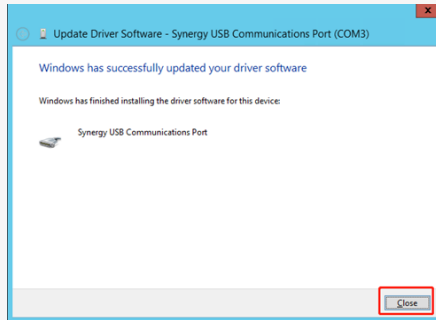 x
Update Driver Software - Synergy USB Communications Port (COM3)
Windows has successfully updated your driver software
Windows has finished installing the driver software for this device:
Synergy USB Communications Port
Close